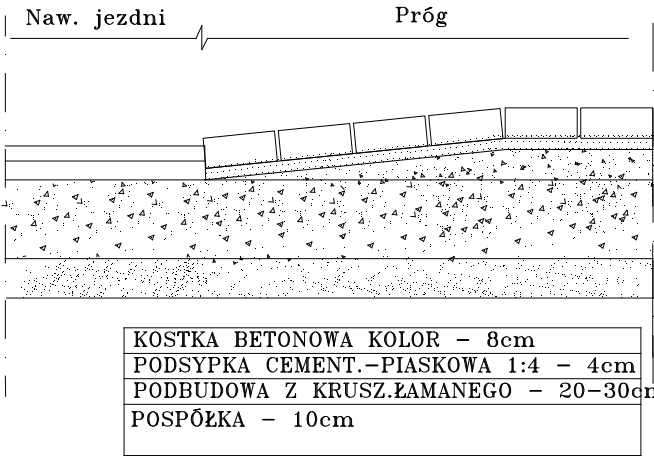 Naw. jezdni
Próg
KOSTKA BETONOWA KOLOR - 8cm
PODSYPKA CEMENT.-PIASKOWA 1:4 - 4cm
PODBUDOWA Z KRUSZ.ŁAMANEGO - 20-30cm
POSPÓŁKA - 10cm